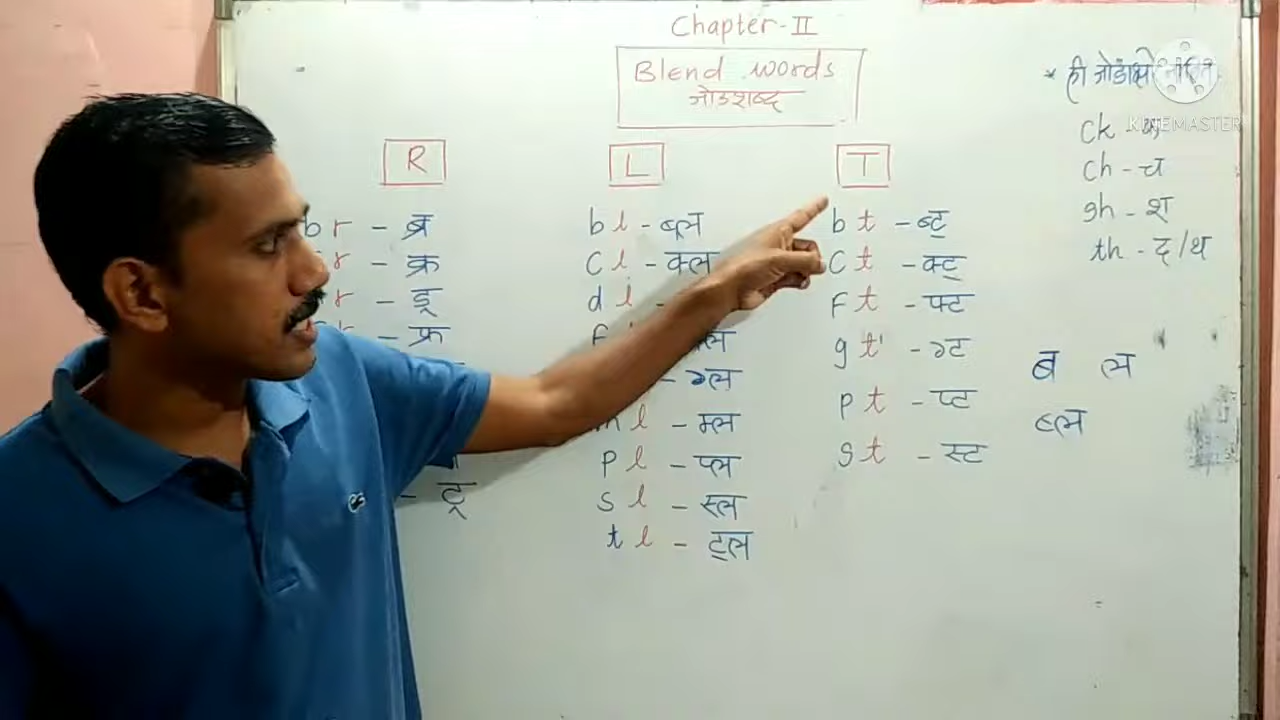 Chapter-II
Blend words
जोडशब्द
R
br - ब्र
r - क्र
r - ड्र
- फ्र
- ट्र
L
bl - ब्ल
cl - क्ल
dl -
- ग्ल
ml - म्ल
pl - प्ल
sl - स्ल
tl - ट्ल
T
bt - ब्ट्
ct - क्ट्
Ft - फ्ट
gt - ग्ट
pt - प्ट
st - स्ट
* ही
KINEMASTER
Ck - क
Ch - च
sh - श
th - द/थ
ब ल
ब्ल